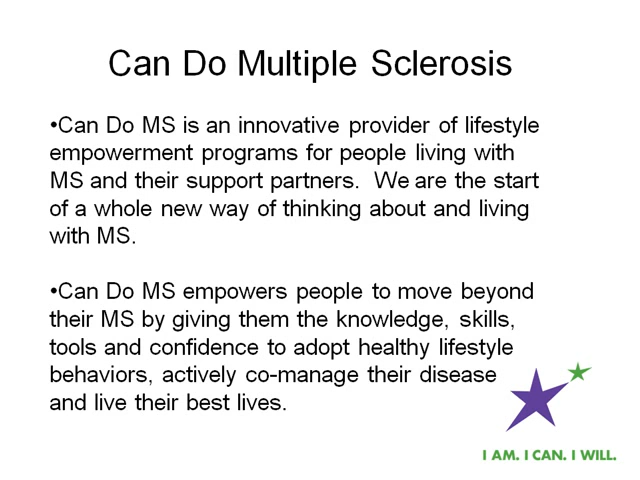 Can Do Multiple Sclerosis
•Can Do MS is an innovative provider of lifestyle
empowerment programs for people living with
MS and their support partners.  We are the start
of a whole new way of thinking about and living
with MS.
•Can Do MS empowers people to move beyond
their MS by giving them the knowledge, skills,
tools and confidence to adopt healthy lifestyle
behaviors, actively co-manage their disease
and live their best lives.
I AM. I CAN. I WILL.